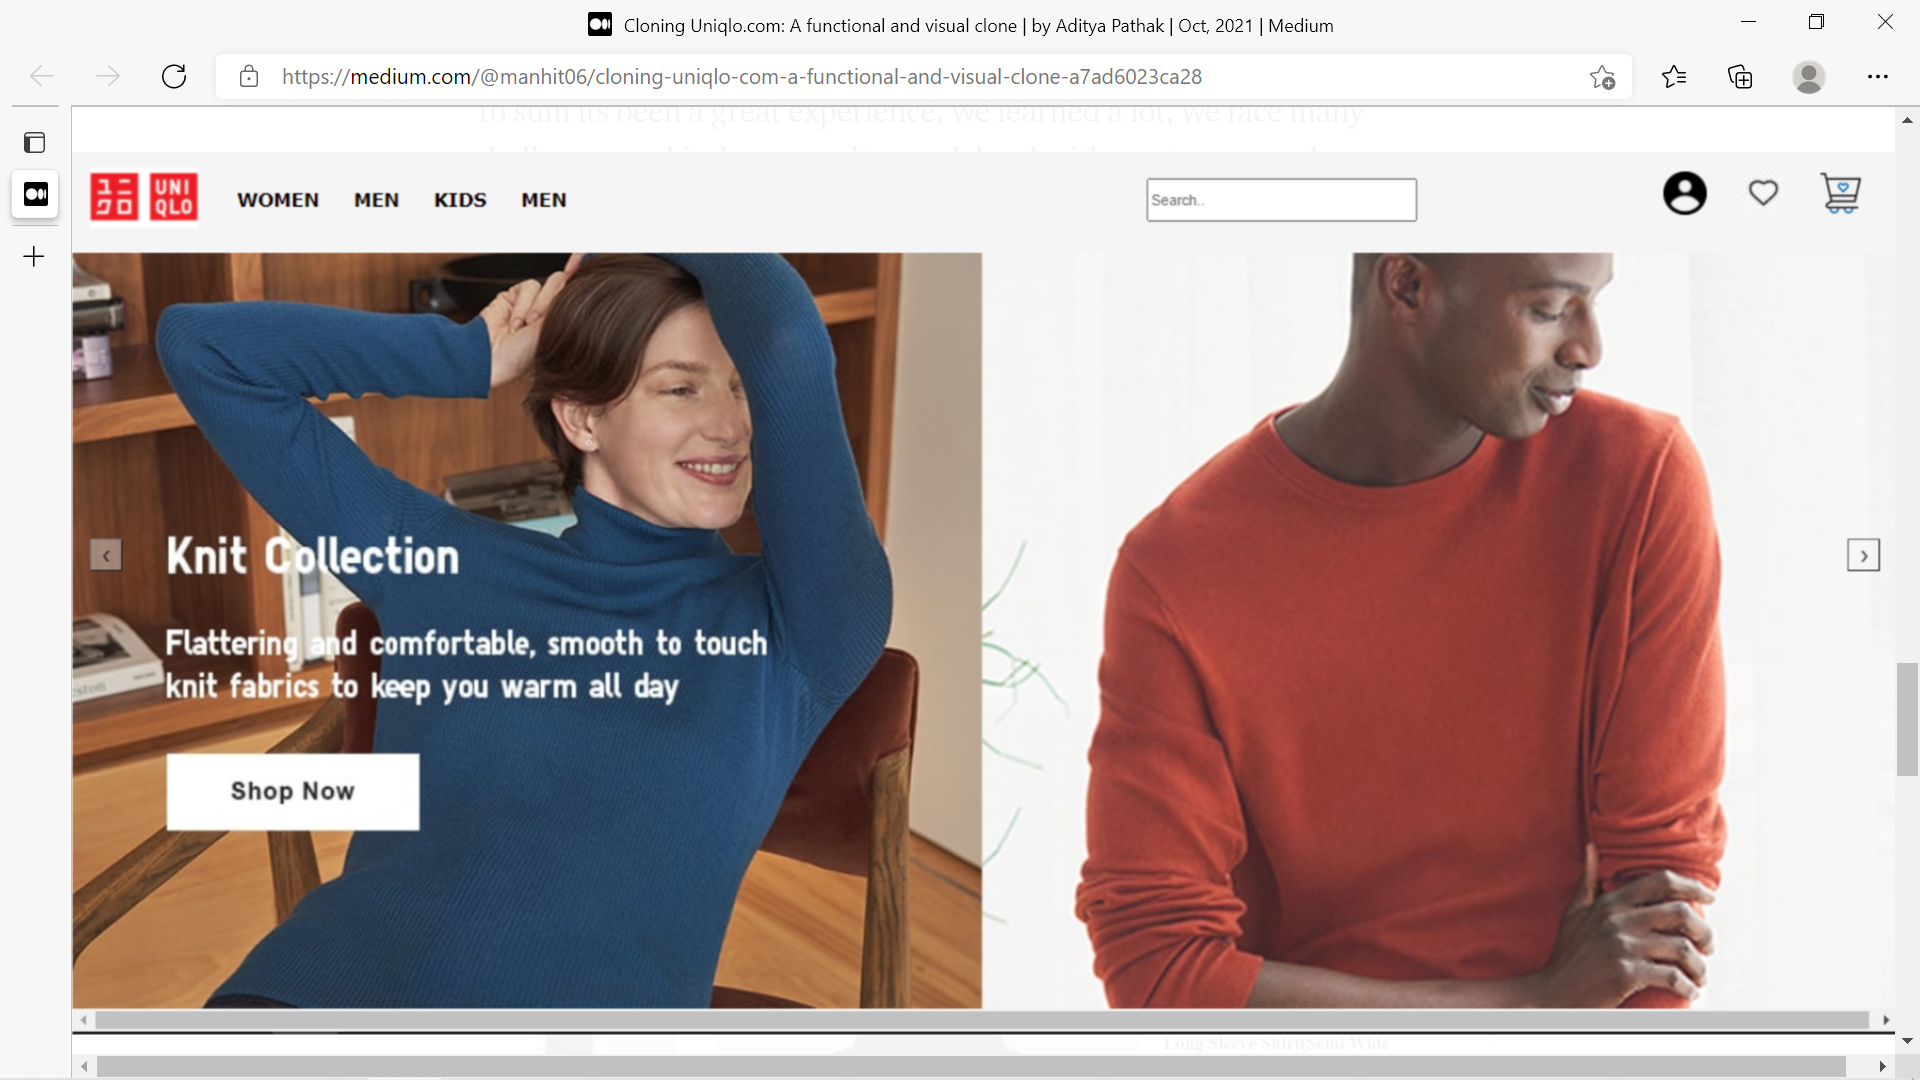 Cloning Uniqlo.com: A functional and visual clone | by Aditya Pathak | Oct, 2021 | Medium
https://medium.com/@manhit06/cloning-uniqlo-com-a-functional-and-visual-clone-a7ad6023ca28
To sum its been a great experience, we learned a lot, we face many
ユニ UNI
クロ QLO
WOMEN MEN KIDS MEN
Search..
Knit Collection
Flattering and comfortable, smooth to touch
knit fabrics to keep you warm all day
Shop Now
Long Sleeve Shirt(Semi Wide